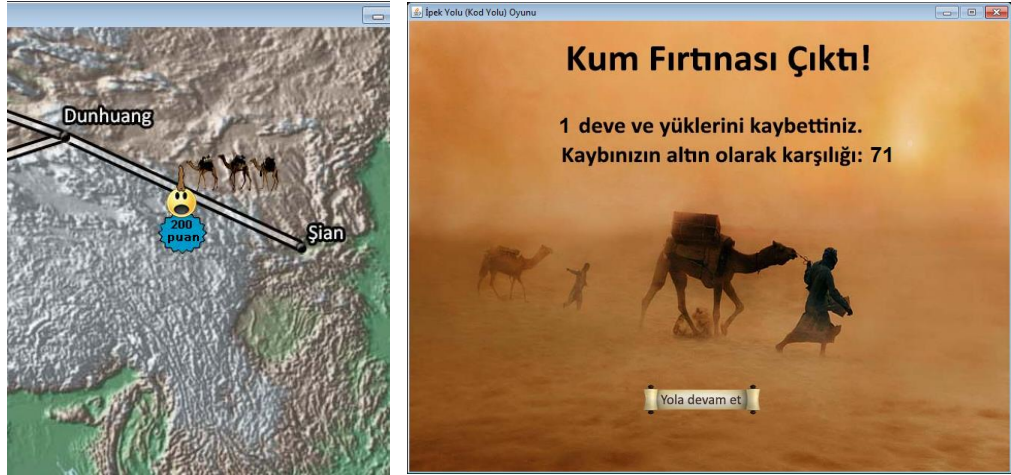 Dunhuang
200
puan
Şian
İpek Yolu (Kod Yolu) Oyunu
Kum Fırtınası Çıktı!
1 deve ve yüklerini kaybettiniz.
Kaybınızın altın olarak karşılığı: 71
Yola devam et